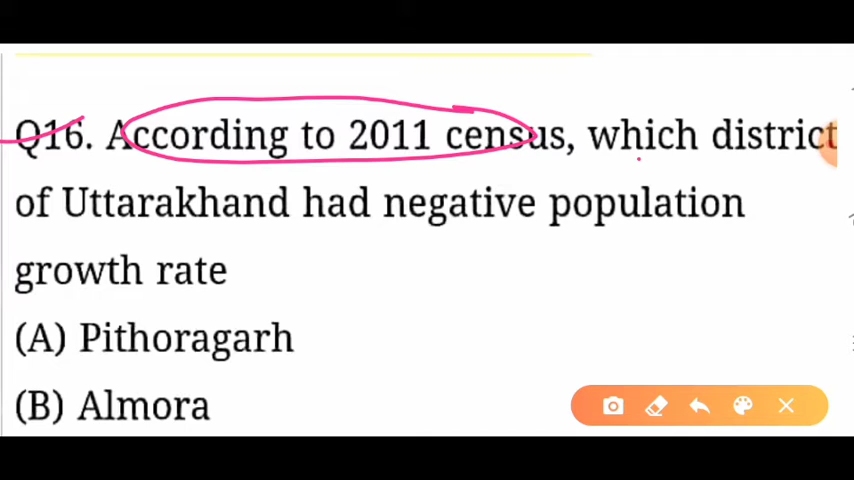 Q16. According to 2011 census, which district
of Uttarakhand had negative population
growth rate
(A) Pithoragarh
(B) Almora